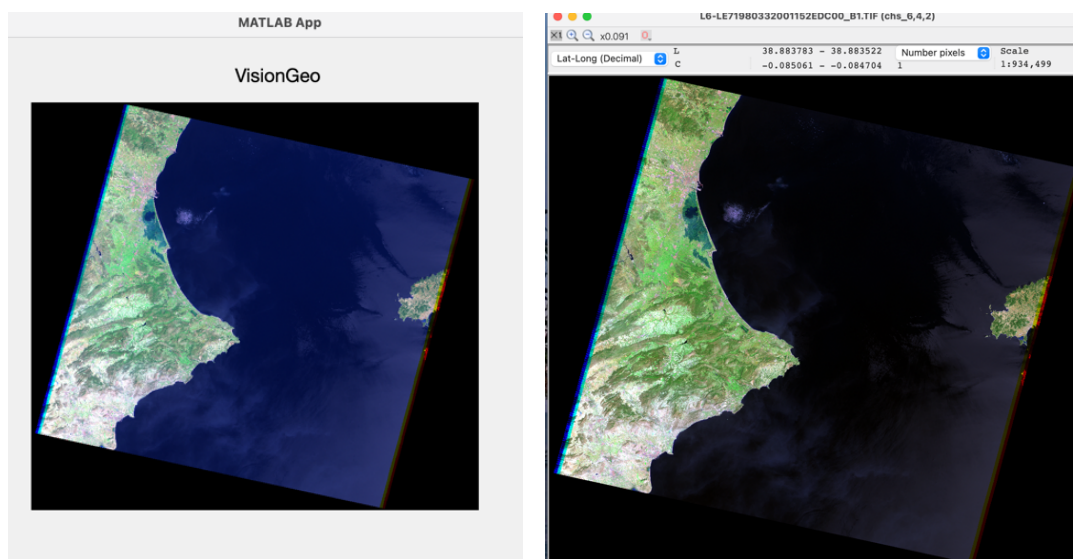 MATLAB App
VisionGeo
L6-LE71980332001152EDC00_B1.TIF (chs_6,4,2)
X1 x0.091
Lat-Long (Decimal) L 38.883783 - 38.883522 Number pixels Scale
C -0.085061 - -0.084704 1 1:934,499